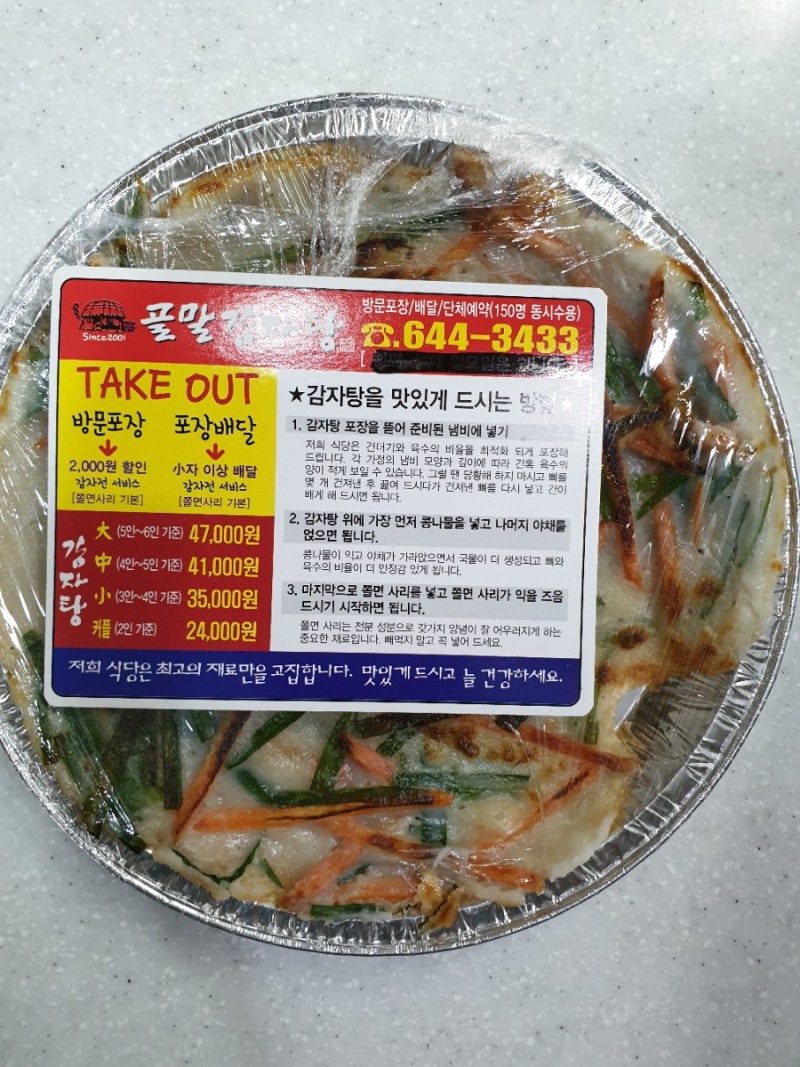 Since.2001
풀말 감자탕
방문포장/배달/단체예약(150명 동시수용)
☎.644-3433
TAKE OUT
방문포장
2,000원 할인
감자전 서비스
[쫄면사리 기본]
포장배달
소자 이상 배달
감자전 서비스
[쫄면사리 기본]
감자탕
大 (5인~6인 기준) 47,000원
中 (4인~5인 기준) 41,000원
小 (3인~4인 기준) 35,000원
커플 (2인 기준) 24,000원
★감자탕을 맛있게 드시는 방법★
1. 감자탕 포장을 뜯어 준비된 냄비에 넣기
저희 식당은 건더기와 육수의 비율을 최적화 되게 포장해
드립니다. 각 가정의 냄비 모양과 깊이에 따라 간혹 육수의
양이 적게 보일 수 있습니다. 그럴 땐 당황해 하지 마시고 뼈를
몇 개 건져낸 후 끓여 드시다가 건져낸 뼈를 다시 넣고 간이
배게 해 드시면 됩니다.
2. 감자탕 위에 가장 먼저 콩나물을 넣고 나머지 야채를
얹으면 됩니다.
콩나물이 익고 야채가 가라앉으면서 국물이 더 생성되고 뼈와
육수의 비율이 더 안정감 있게 됩니다.
3. 마지막으로 쫄면 사리를 넣고 쫄면 사리가 익을 즈음
드시기 시작하면 됩니다.
쫄면 사리는 전분 성분으로 갖가지 양념이 잘 어우러지게 하는
중요한 재료입니다. 빼먹지 말고 꼭 넣어 드세요.
저희 식당은 최고의 재료만을 고집합니다. 맛있게 드시고 늘 건강하세요.